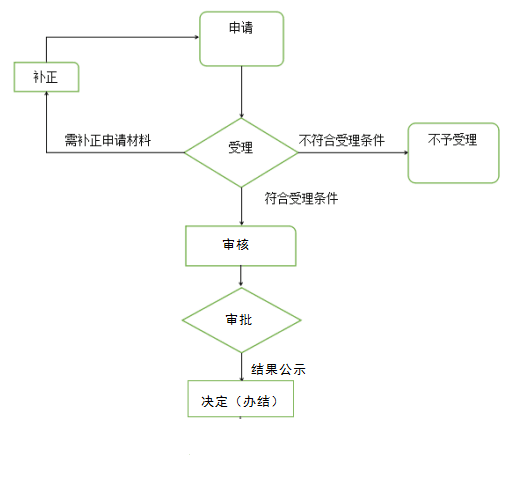 申请
补正
需补正申请材料
受理
不符合受理条件
不予受理
符合受理条件
审核
审批
结果公示
决定（办结）